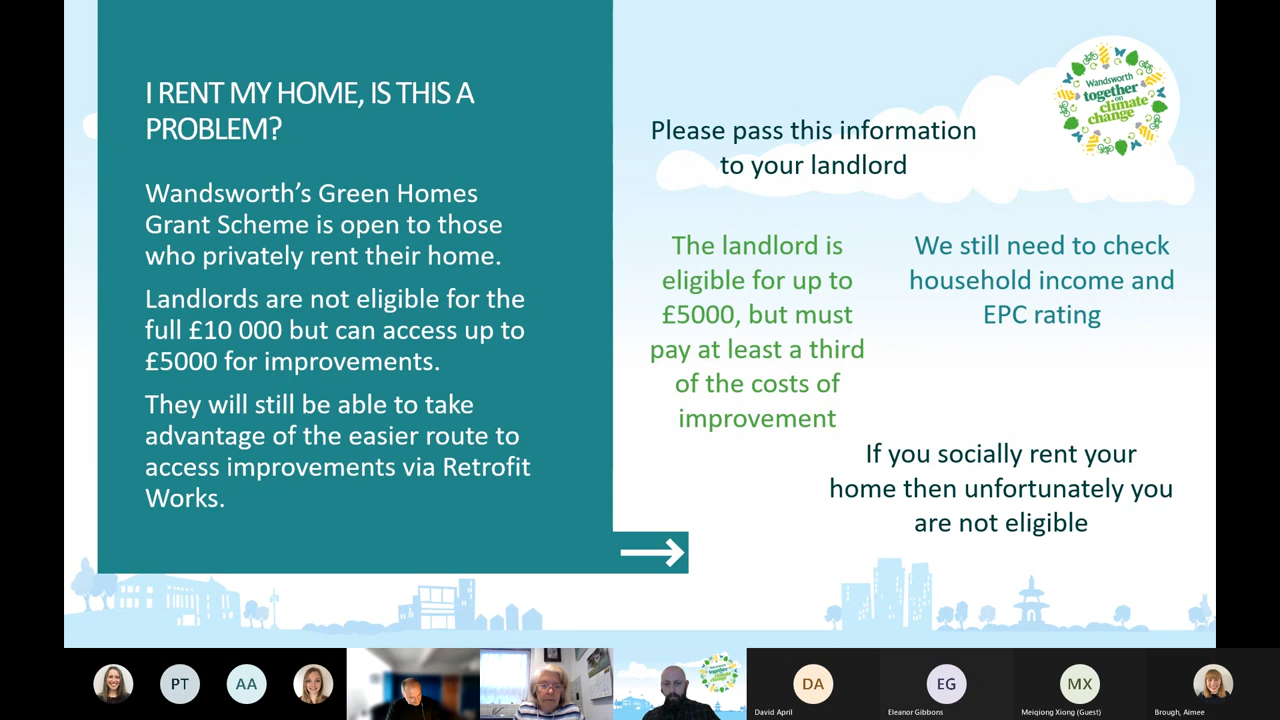 I RENT MY HOME, IS THIS A
PROBLEM?
Wandsworth’s Green Homes
Grant Scheme is open to those
who privately rent their home.
Landlords are not eligible for the
full £10 000 but can access up to
£5000 for improvements.
They will still be able to take
advantage of the easier route to
access improvements via Retrofit
Works.
Wandsworth
together
on
climate
change
Please pass this information
to your landlord
The landlord is
eligible for up to
£5000, but must
pay at least a third
of the costs of
improvement
We still need to check
household income and
EPC rating
If you socially rent your
home then unfortunately you
are not eligible
PT
AA
DA
David April
EG
Eleanor Gibbons
MX
Meiqiong Xiong (Guest)
Brough, Aimee